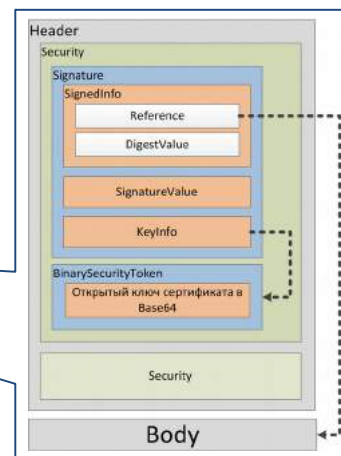 Header
Security
Signature
SignedInfo
Reference
DigestValue
SignatureValue
KeyInfo
BinarySecurityToken
Открытый ключ сертификата в
Base64
Security
Body